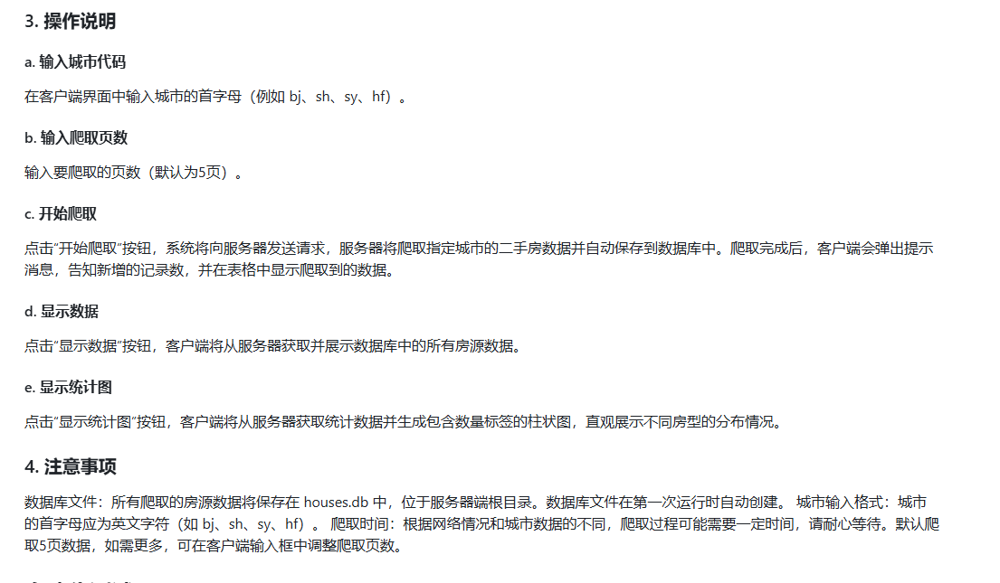 3. 操作说明
a. 输入城市代码
在客户端界面中输入城市的首字母（例如 bj、sh、sy、hf）。
b. 输入爬取页数
输入要爬取的页数（默认为5页）。
c. 开始爬取
点击“开始爬取”按钮，系统将向服务器发送请求，服务器将爬取指定城市的二手房数据并自动保存到数据库中。爬取完成后，客户端会弹出提示
消息，告知新增的记录数，并在表格中显示爬取到的数据。
d. 显示数据
点击“显示数据”按钮，客户端将从服务器获取并展示数据库中的所有房源数据。
e. 显示统计图
点击“显示统计图”按钮，客户端将从服务器获取统计数据并生成包含数量标签的柱状图，直观展示不同房型的分布情况。
4. 注意事项
数据库文件：所有爬取的房源数据将保存在 houses.db 中，位于服务器端根目录。数据库文件在第一次运行时自动创建。 城市输入格式：城市
的首字母应为英文字符（如 bj、sh、sy、hf）。 爬取时间：根据网络情况和城市数据的不同，爬取过程可能需要一定时间，请耐心等待。默认爬
取5页数据，如需更多，可在客户端输入框中调整爬取页数。